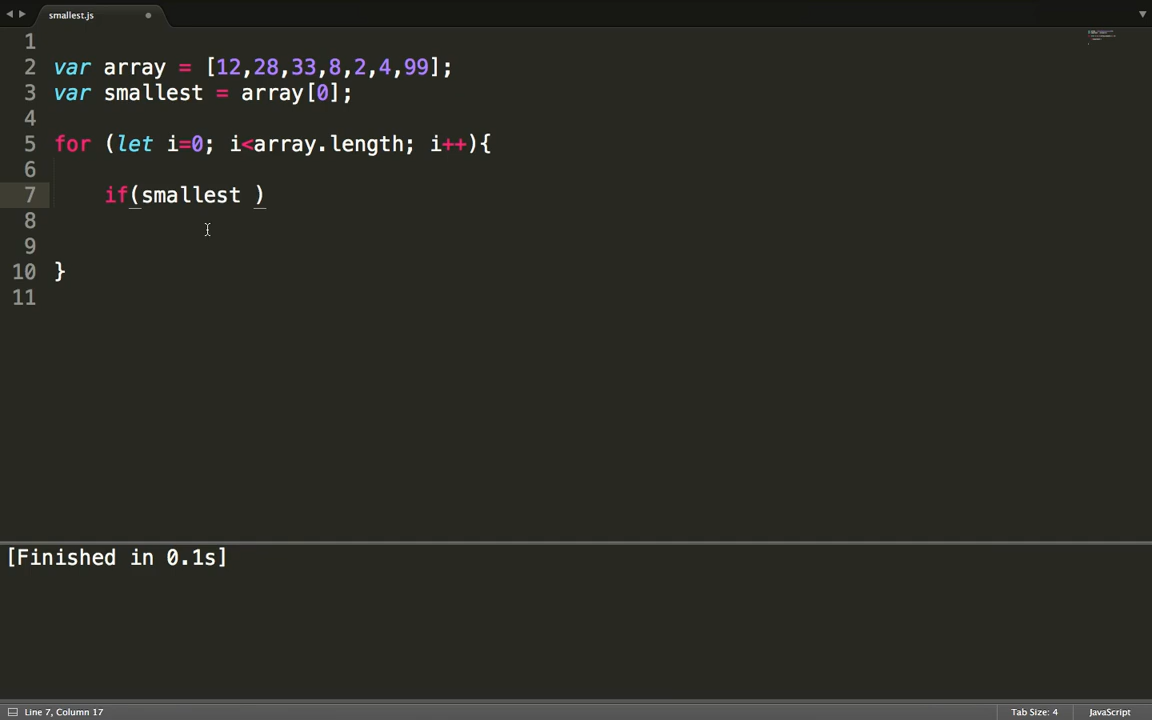 smallest.js
1
2 var array = [12,28,33,8,2,4,99];
3 var smallest = array[0];
4
5 for (let i=0; i<array.length; i++){
6
7 if(smallest )
8
9
10 }
11
[Finished in 0.1s]
Line 7, Column 17 Tab Size: 4 JavaScript